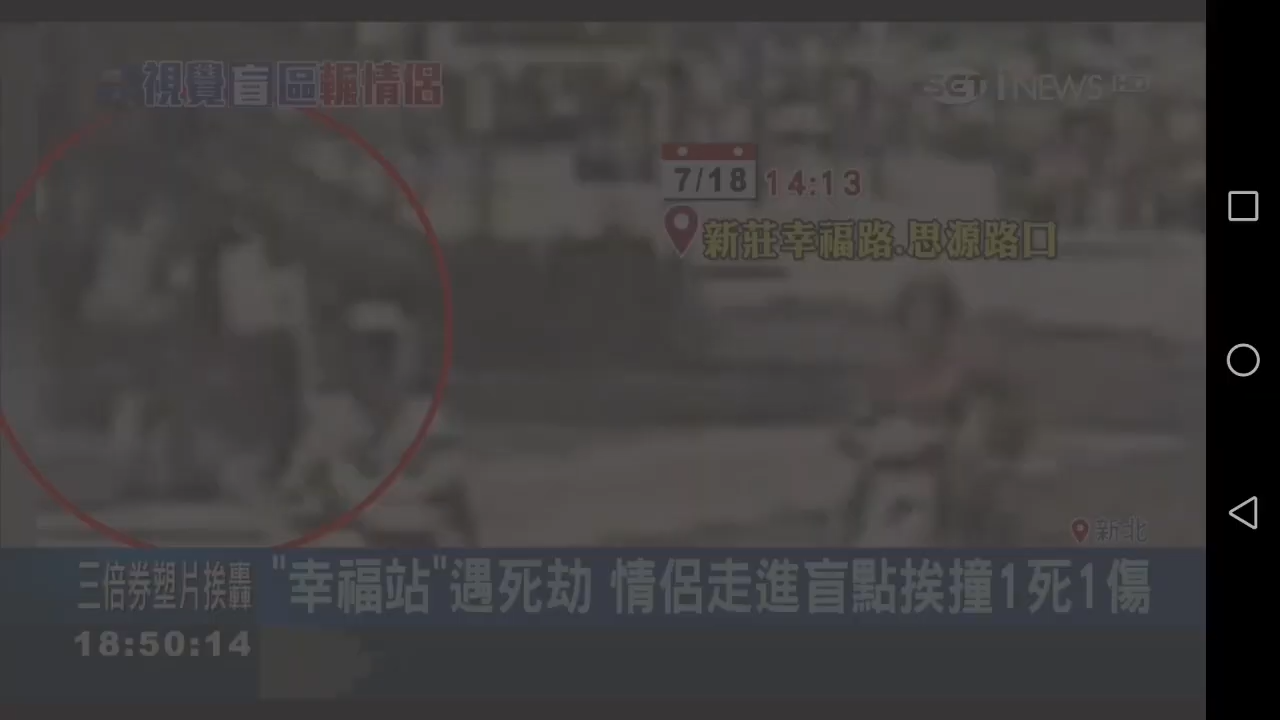 視覺盲區輾情侶
SET iNEWS HD
7/18 14:13
新莊幸福路.思源路口
新北
三倍券塑片挨轟
"幸福站"遇死劫 情侶走進盲點挨撞1死1傷
18:50:14